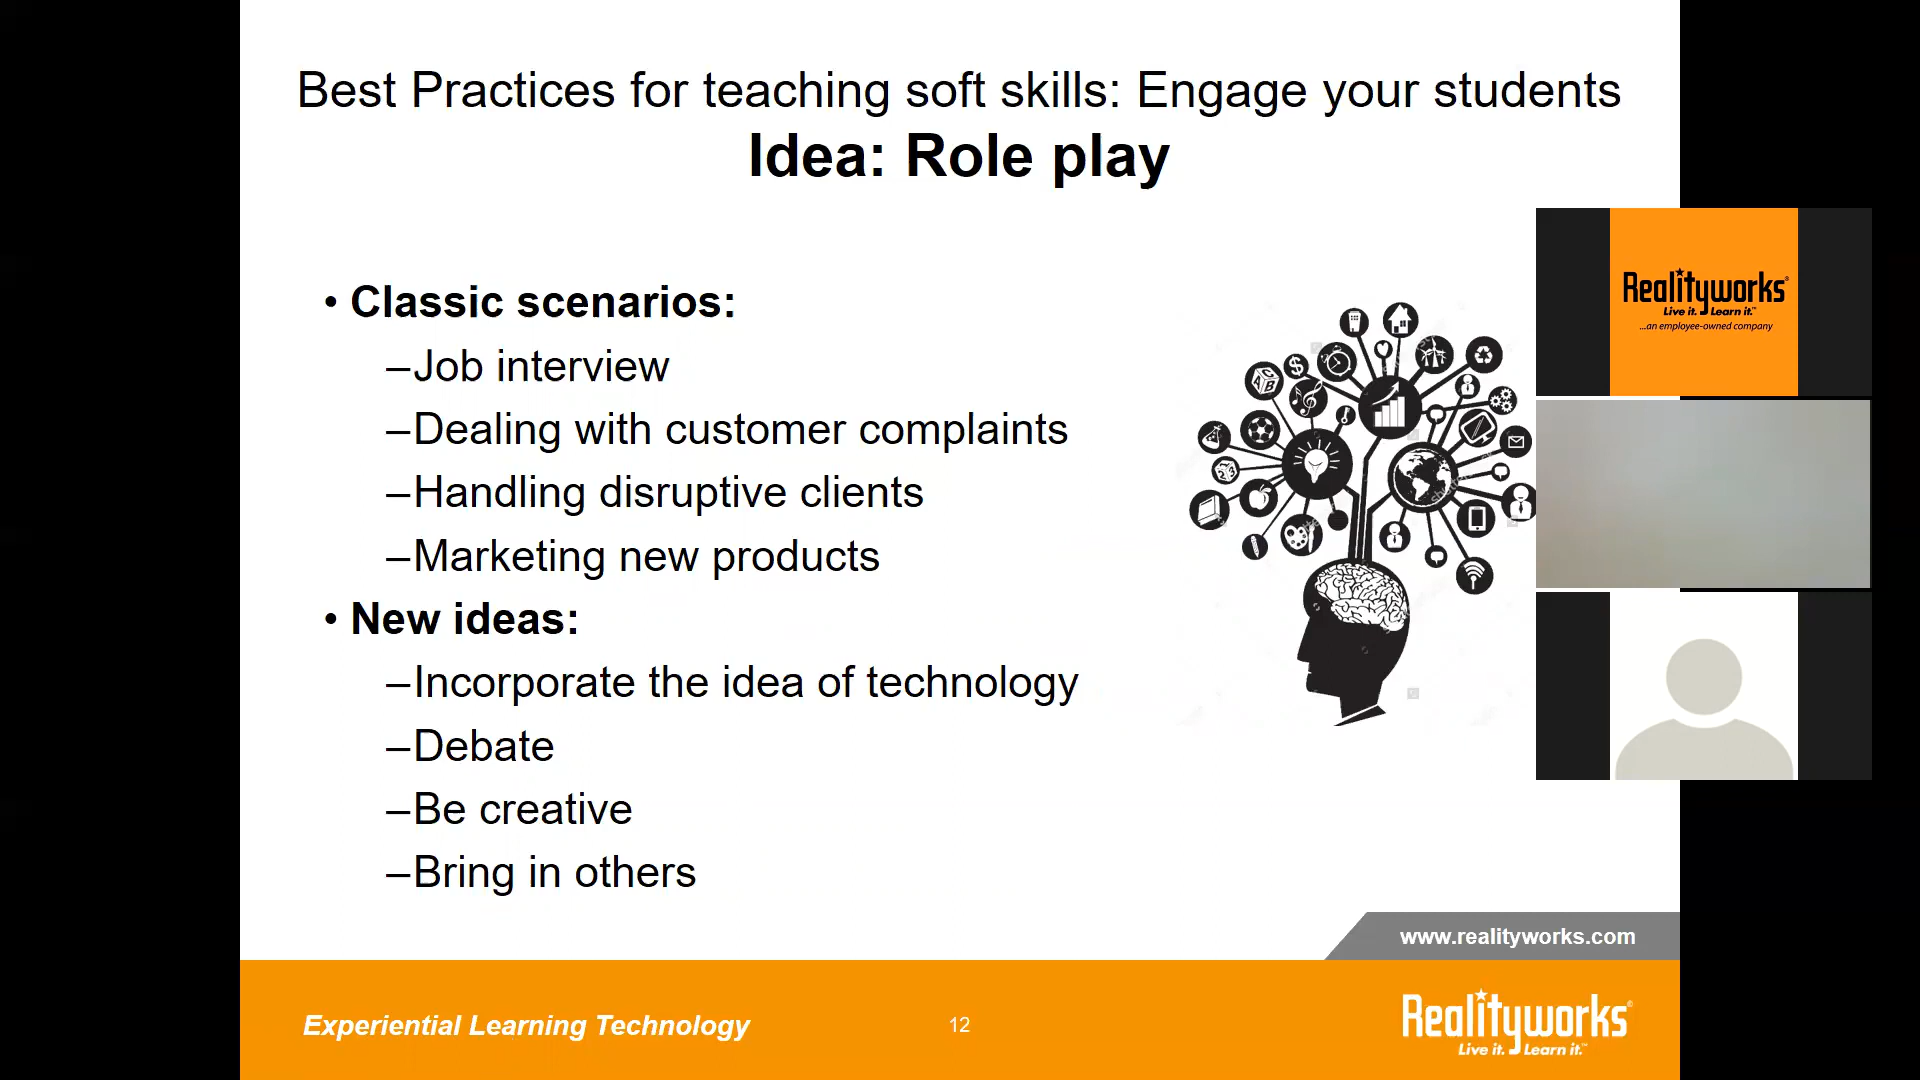 Best Practices for teaching soft skills: Engage your students
Idea: Role play
• Classic scenarios:
–Job interview
–Dealing with customer complaints
–Handling disruptive clients
–Marketing new products
• New ideas:
–Incorporate the idea of technology
–Debate
–Be creative
–Bring in others
Realityworks®
Live it. Learn it.™
...an employee-owned company
www.realityworks.com
Experiential Learning Technology
12
Realityworks®
Live it. Learn it.™